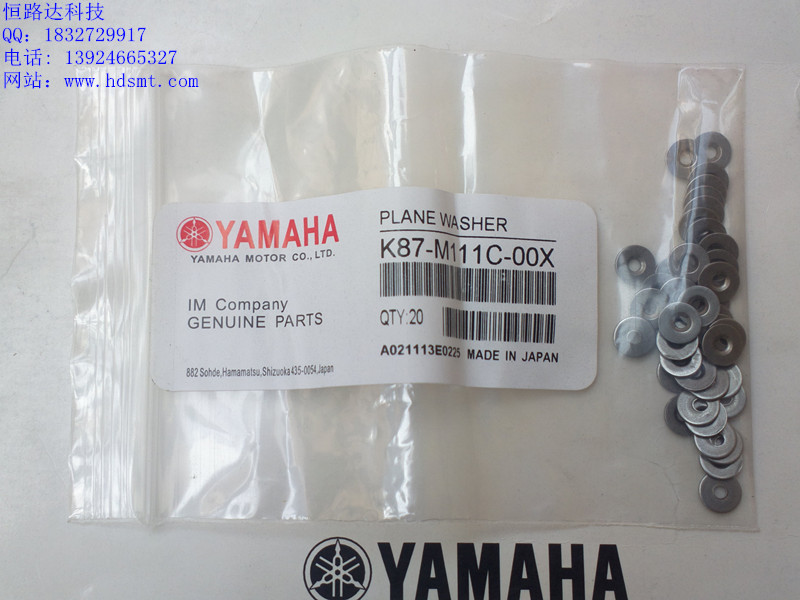 恒路达科技
QQ: 1832729917
电话: 13924665327
网站: www.hdsmt.com
YAMAHA
YAMAHA MOTOR CO.,LTD.
IM Company
GENUINE PARTS
882 Sohde,Hamamatsu,Shizuoka 435-0054,Japan
PLANE WASHER
K87-M111C-00X
QTY:20
A021113E0225 MADE IN JAPAN
YAMAHA